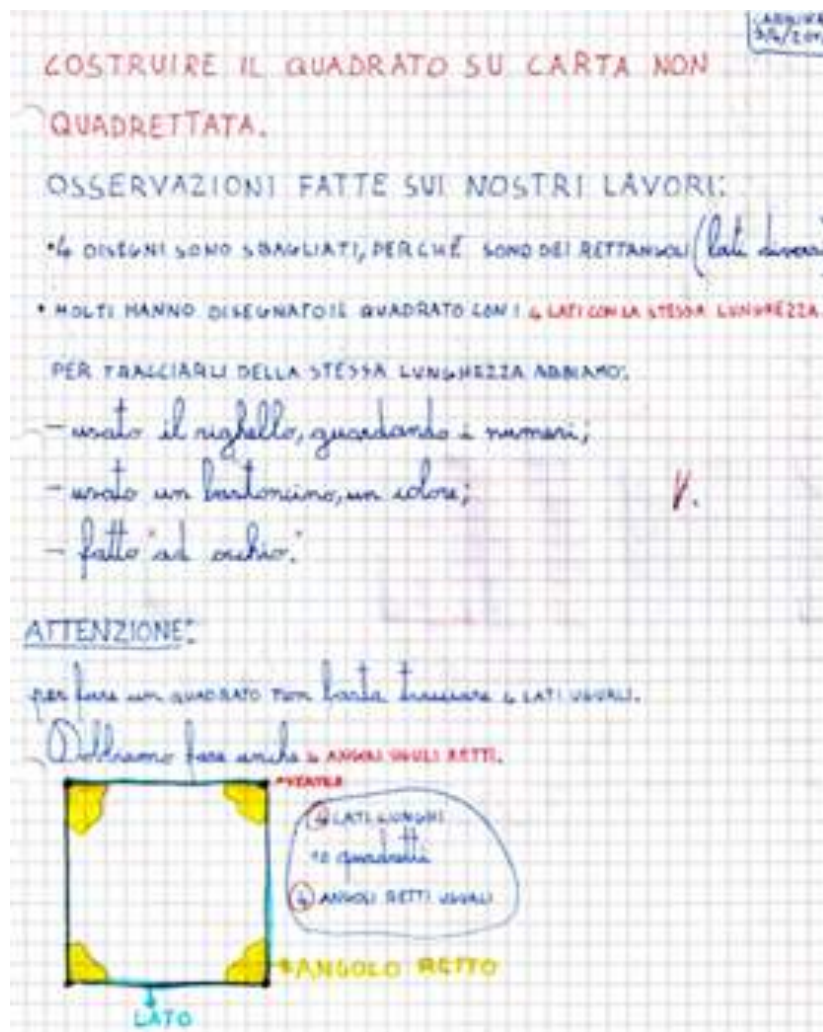 COSTRUIRE IL QUADRATO SU CARTA NON
QUADRETTATA.
OSSERVAZIONI FATTE SUI NOSTRI LAVORI:
•4 DISEGNI SONO SBAGLIATI, PERCHÉ SONO DEI RETTANGOLI (lati diversi)
• MOLTI HANNO DISEGNATO IL QUADRATO CON I 4 LATI CON LA STESSA LUNGHEZZA.
PER TRACCIARLI DELLA STESSA LUNGHEZZA ABBIAMO:
- usato il righello, guardando i numeri;
- usato un bartoncino, un colore;
- fatto "ad occhio".
V.
ATTENZIONE:
per fare un QUADRATO non basta tracciare 4 LATI UGUALI.
Dobbiamo fare anche 4 ANGOLI UGULI RETTI.
VERTICE
4 LATI LUNGHI
10 quadretti
4 ANGOLI RETTI UGUALI
ANGOLO RETTO
LATO